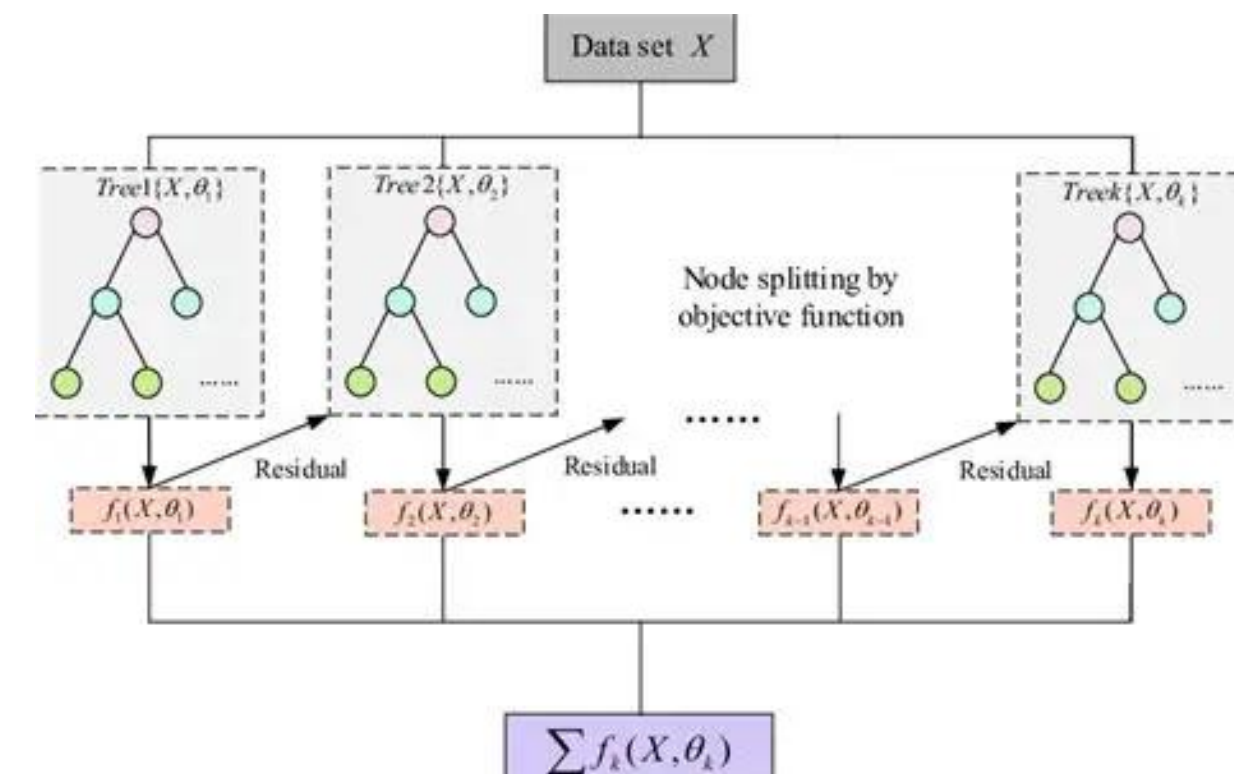 Data set X
Tree1{X,θ₁}
Tree2{X,θ₂}
Treek{X,θₖ}
Node splitting by
objective function
......
......
......
......
Residual
Residual
Residual
f₁(X,θ₁)
f₂(X,θ₂)
......
fₖ₋₁(X,θₖ₋₁)
fₖ(X,θₖ)
∑fₖ(X,θₖ)